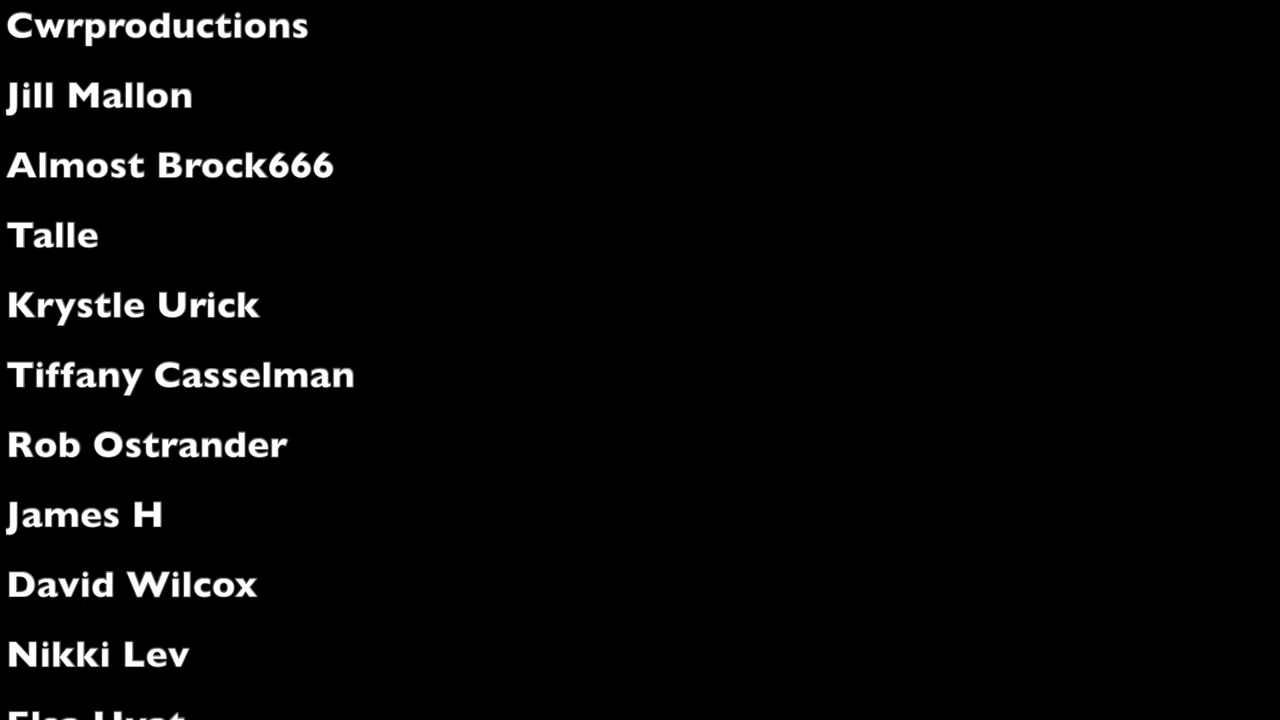 Cwrproductions
Jill Mallon
Almost Brock666
Talle
Krystle Urick
Tiffany Casselman
Rob Ostrander
James H
David Wilcox
Nikki Lev